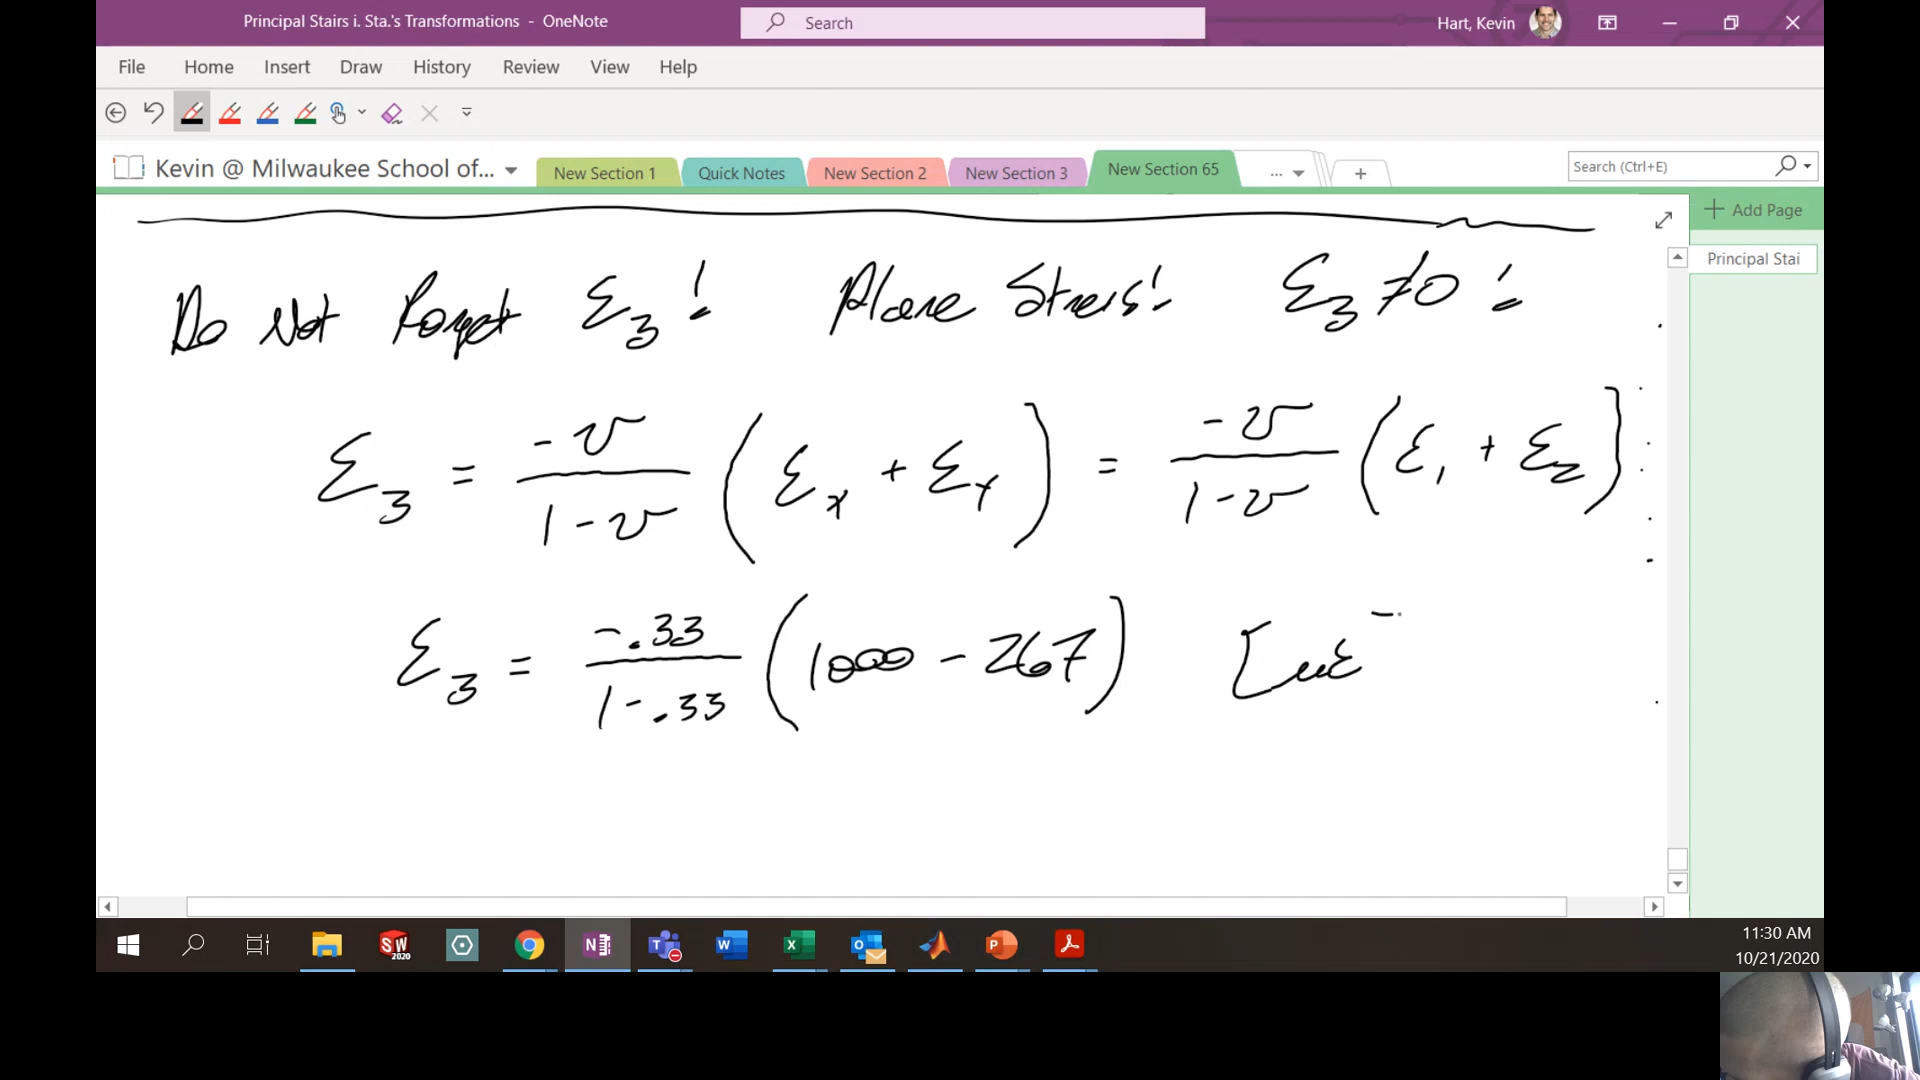 Principal Stairs i. Sta.'s Transformations - OneNote
Search
Hart, Kevin
File Home Insert Draw History Review View Help
Kevin @ Milwaukee School of...
New Section 1
Quick Notes
New Section 2
New Section 3
New Section 65
...
Search (Ctrl+E)
Add Page
Principal Stai
Do Not Forget ε₃! Plane Stress! ε₃ ≠ 0!
ε₃ = -ν/(1-ν) (εx + εy) = -ν/(1-ν) (ε₁ + ε₂)
ε₃ = -.33/(1-.33) (1000 - 267) [με
SW 2020
11:30 AM
10/21/2020